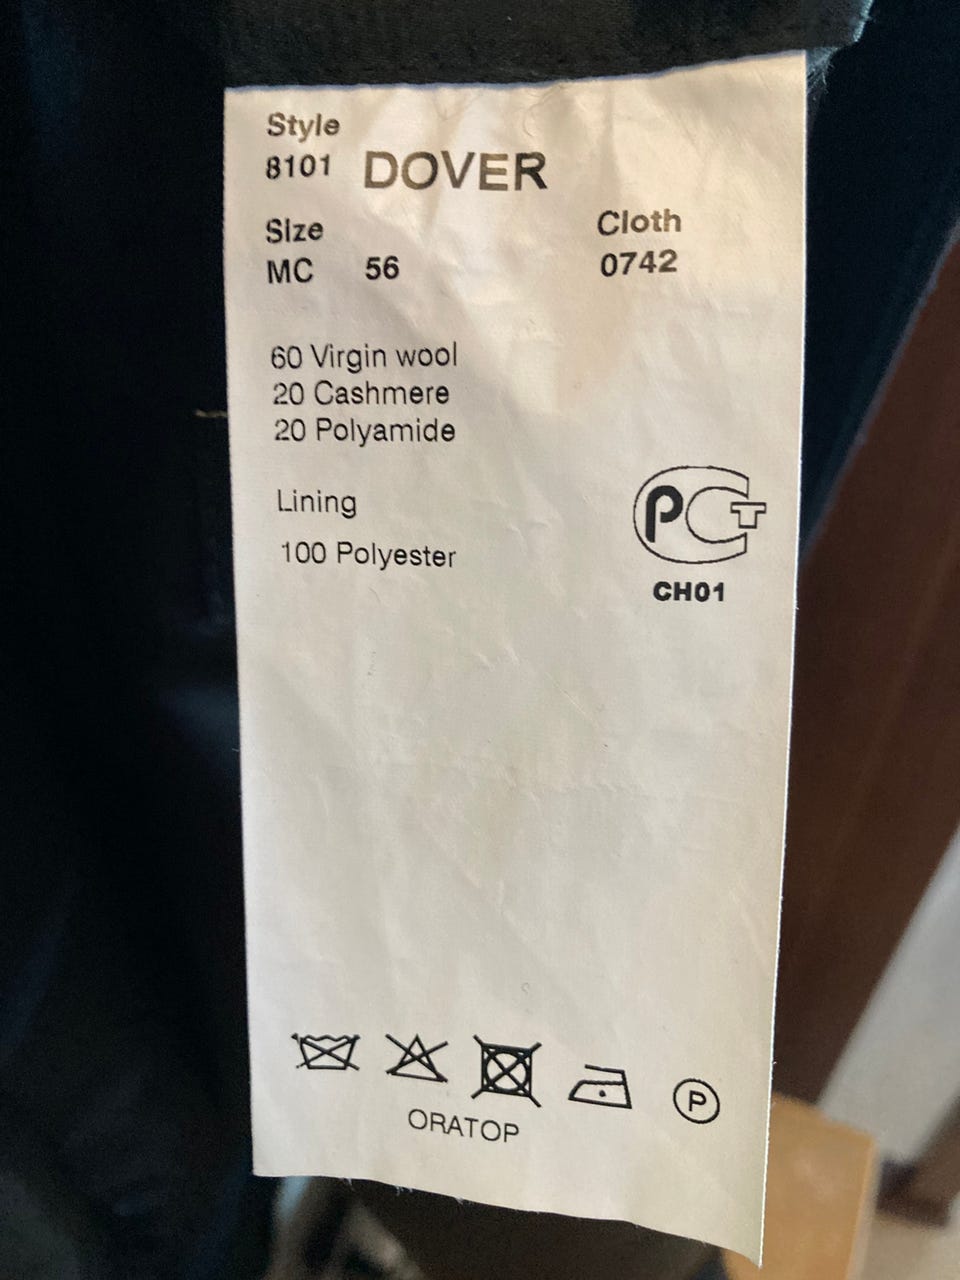 Style
8101 DOVER
Size Cloth
MC 56 0742
60 Virgin wool
20 Cashmere
20 Polyamide
Lining
100 Polyester
РСТ
CH01
P
ORATOP